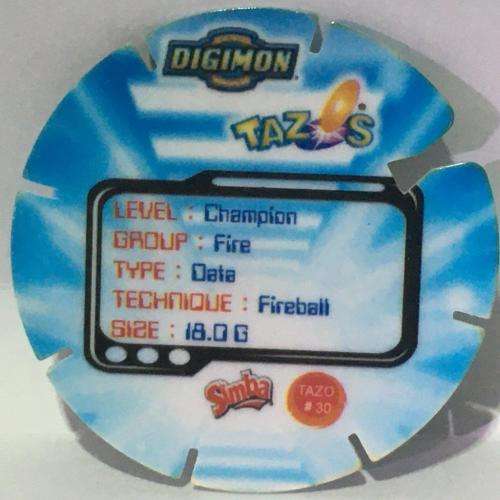 DIGIMON
TAZOS
LEVEL : Champion
GROUP : Fire
TYPE : Data
TECHNIQUE : Fireball
SIZE : 18.0 G
Simba
TAZO
# 30